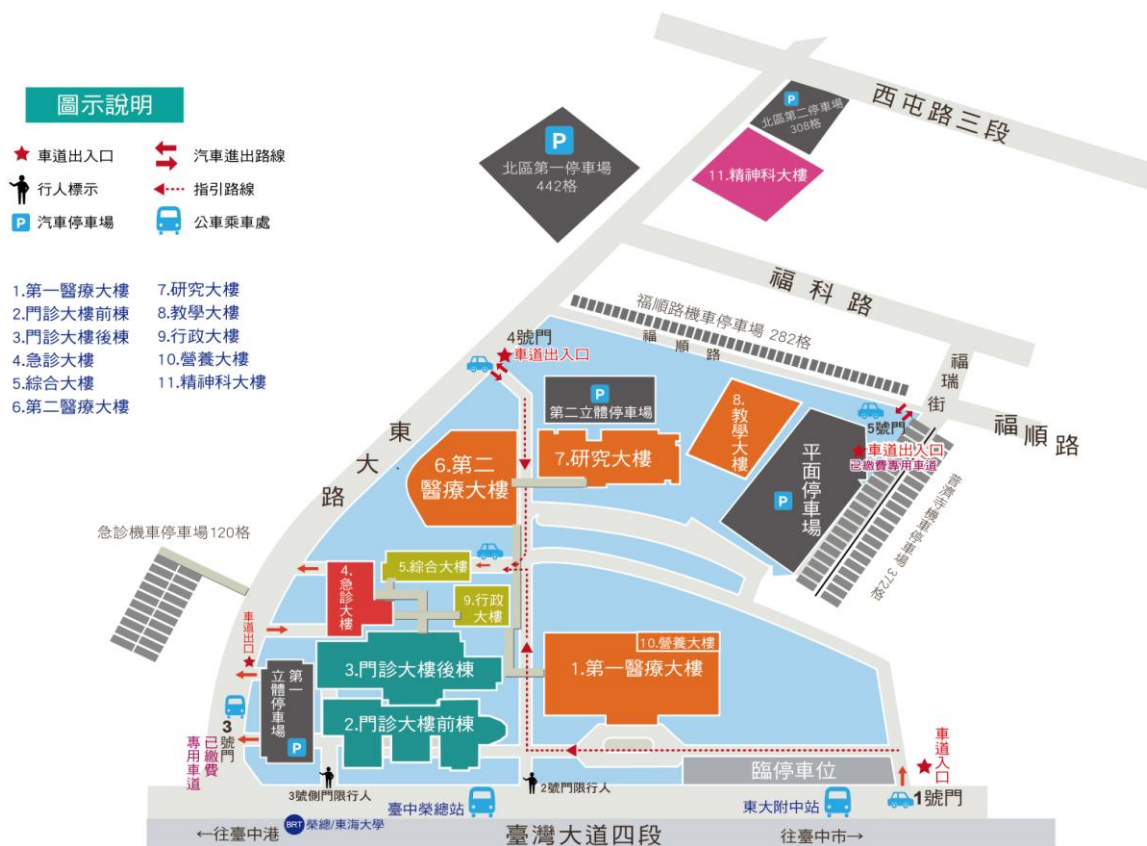 圖示說明
車道出入口
汽車進出路線
行人標示
指引路線
P 汽車停車場
公車乘車處
1.第一醫療大樓
2.門診大樓前棟
3.門診大樓後棟
4.急診大樓
5.綜合大樓
6.第二醫療大樓
7.研究大樓
8.教學大樓
9.行政大樓
10.營養大樓
11.精神科大樓
西屯路三段
P
北區第二停車場
308格
P
北區第一停車場
442格
11.精神科大樓
福科路
福順路機車停車場 282格
福順路
福瑞街
福順路
4號門
車道出入口
P
第二立體停車場
8.教學大樓
5號門
車道出入口
已繳費專用車道
平面停車場
P
普濟寺機車停車場 372格
東大路
6.第二
醫療大樓
7.研究大樓
急診機車停車場120格
4.急診大樓
5.綜合大樓
9.行政
大樓
10.營養大樓
1.第一醫療大樓
車道出口
3.門診大樓後棟
第一
立體停車場
P
2.門診大樓前棟
3號門
已繳費
專用車道
車道入口
臨停車位
1號門
3號側門限行人
臺中榮總站
2號門限行人
東大附中站
←往臺中港
BRT 榮總/東海大學
臺灣大道四段
往臺中市→